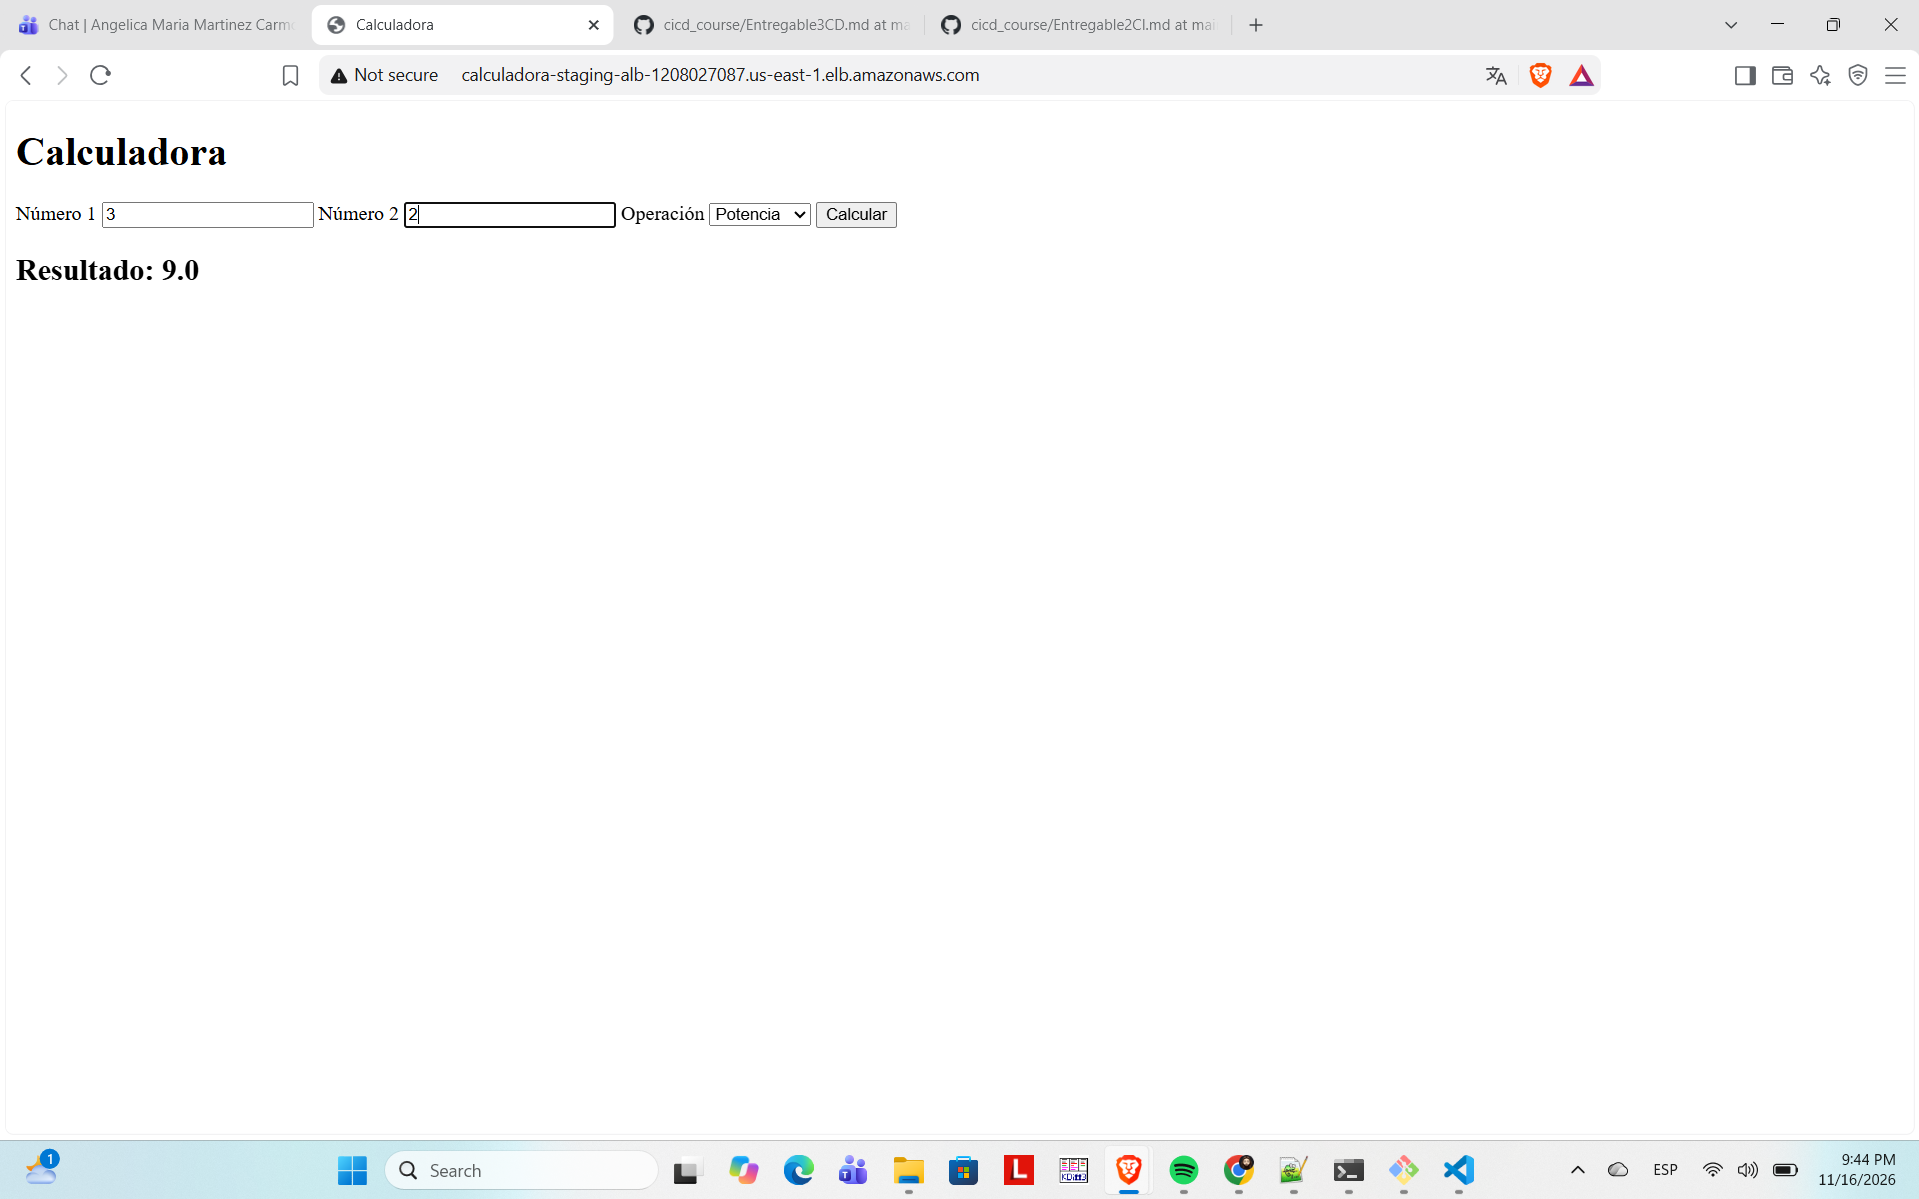 Chat | Angelica Maria Martinez Carm
Calculadora
cicd_course/Entregable3CD.md at ma
cicd_course/Entregable2CI.md at mai
Not secure
calculadora-staging-alb-1208027087.us-east-1.elb.amazonaws.com
Calculadora
Número 1 3 Número 2 2 Operación Potencia Calcular
Resultado: 9.0
1
Search
L
ESP
9:44 PM
11/16/2026